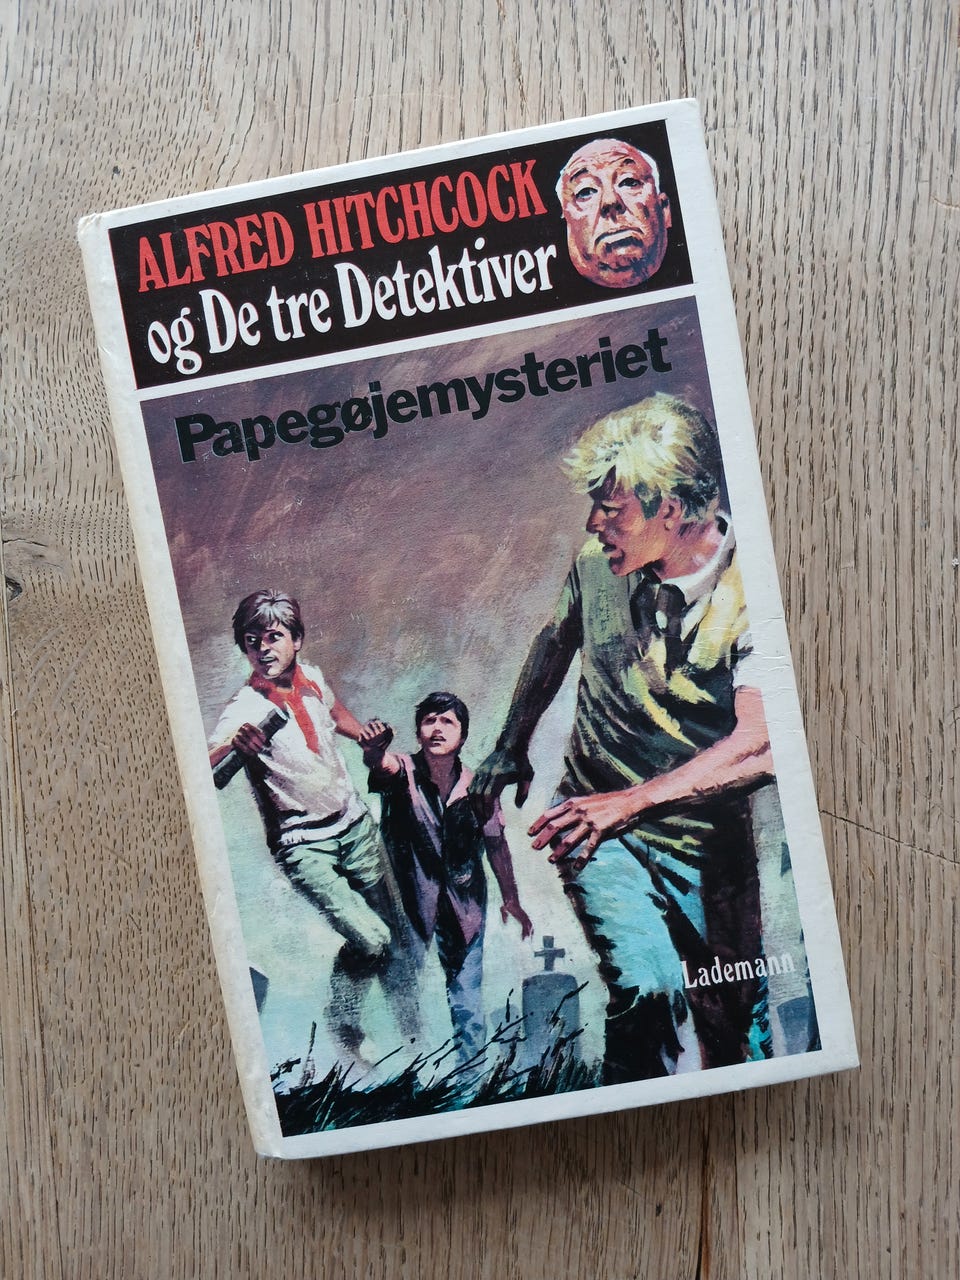 ALFRED HITCHCOCK
og De tre Detektiver
Papegøjemysteriet
Lademann